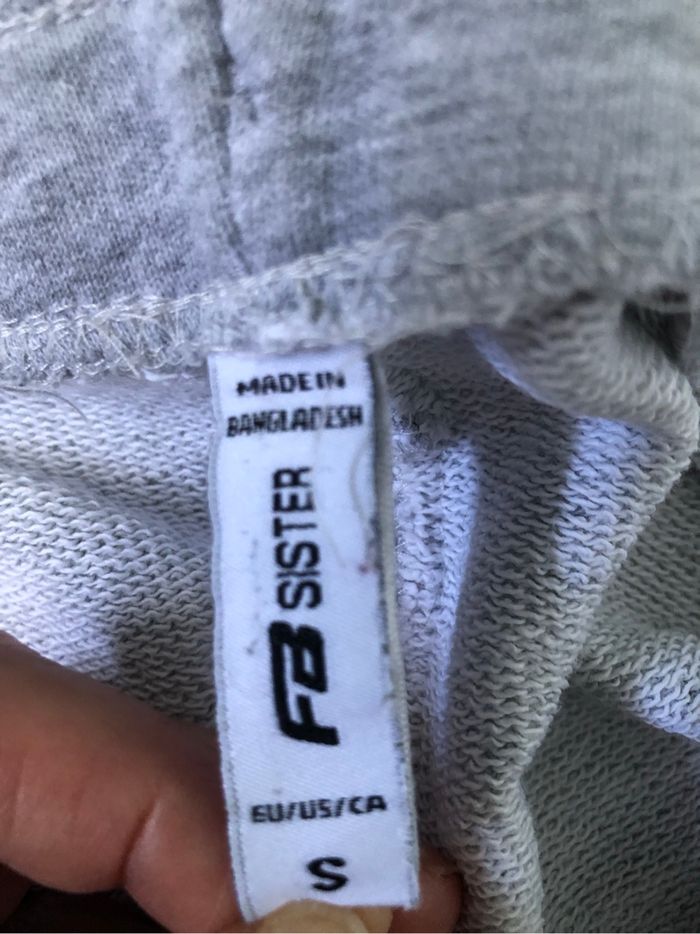 MADE IN
BANGLADESH
FB SISTER
EU/US/CA
S